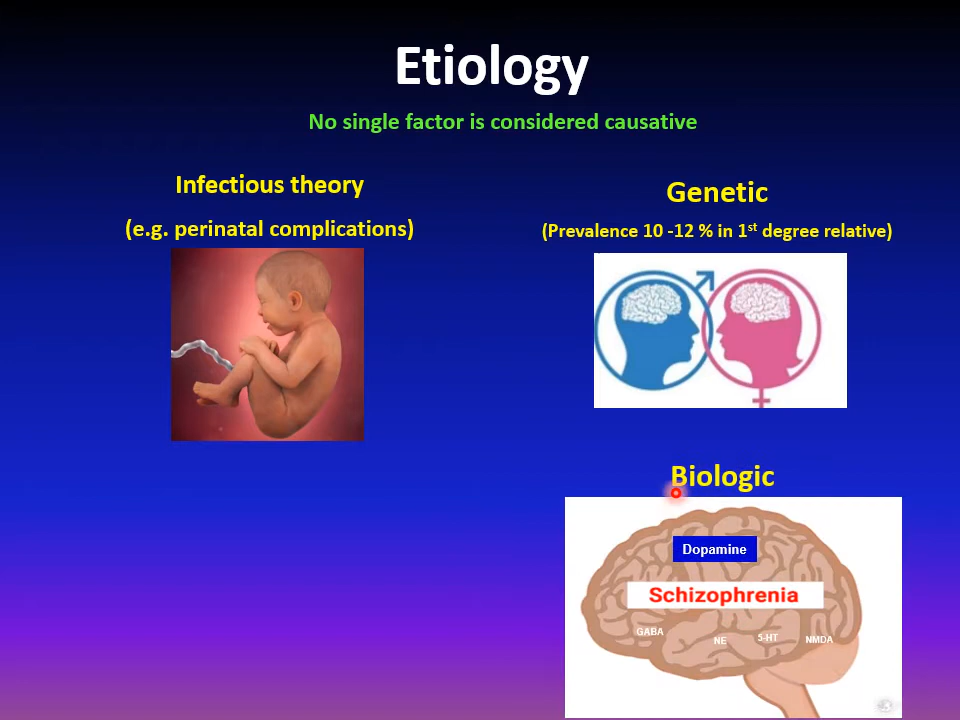 Etiology
No single factor is considered causative
Infectious theory
(e.g. perinatal complications)
Genetic
(Prevalence 10 -12 % in 1st degree relative)
Biologic
Dopamine
Schizophrenia
GABA
NE
5-HT
NMDA